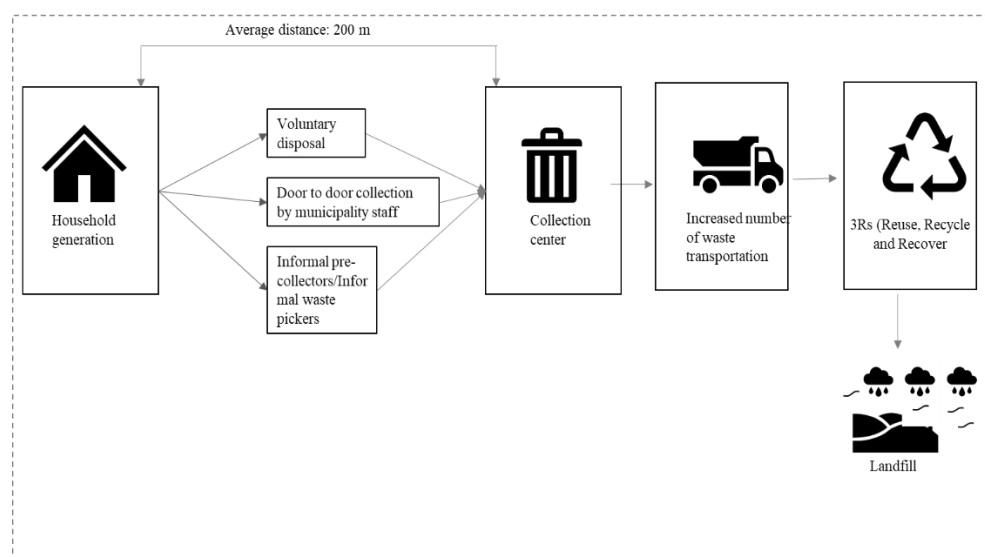 Average distance: 200 m
Household
generation
Voluntary
disposal
Door to door collection
by municipality staff
Informal pre-
collectors/Infor
mal waste
pickers
Collection
center
Increased number
of waste
transportation
3Rs (Reuse, Recycle
and Recover
Landfill